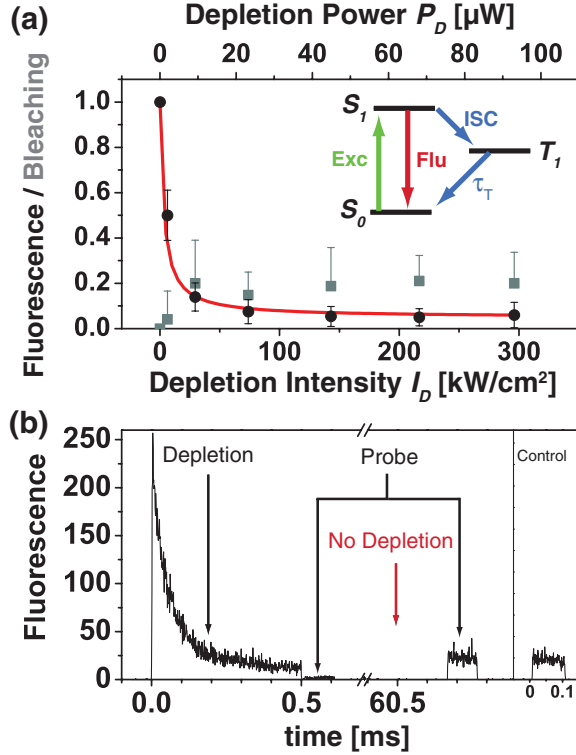 (a)
Depletion Power P_D [µW]
0 20 40 60 80 100
Fluorescence / Bleaching
1.0
0.8
0.6
0.4
0.2
0.0
S_1
ISC
Exc
Flu
T_1
τ_T
S_0
0 100 200 300
Depletion Intensity I_D [kW/cm²]
(b)
Fluorescence
250
200
150
100
50
0
Depletion
Probe
Control
No Depletion
0.0 0.5 60.5 0 0.1
time [ms]